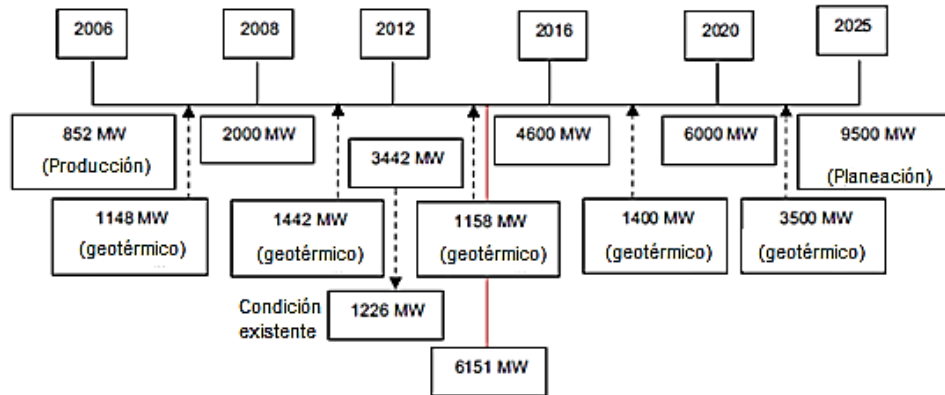 2006
2008
2012
2016
2020
2025
852 MW
(Producción)
2000 MW
3442 MW
4600 MW
6000 MW
9500 MW
(Planeación)
1148 MW
(geotérmico)
1442 MW
(geotérmico)
1158 MW
(geotérmico)
1400 MW
(geotérmico)
3500 MW
(geotérmico)
Condición
existente
1226 MW
6151 MW